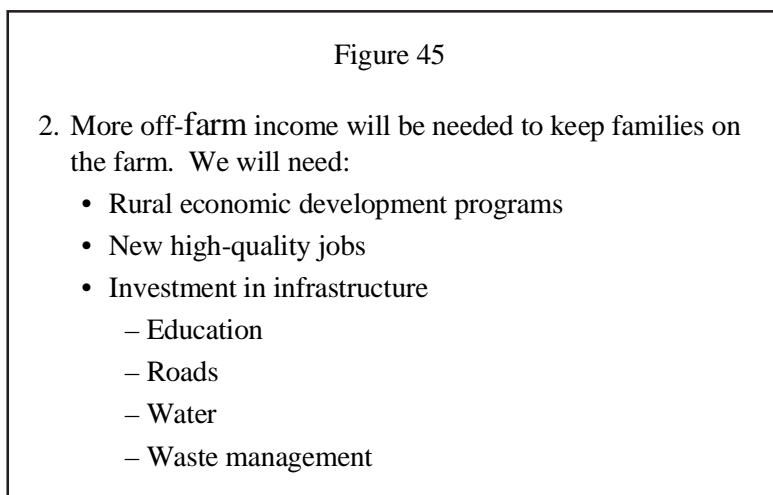 Figure 45
2. More off-farm income will be needed to keep families on
the farm. We will need:
• Rural economic development programs
• New high-quality jobs
• Investment in infrastructure
– Education
– Roads
– Water
– Waste management